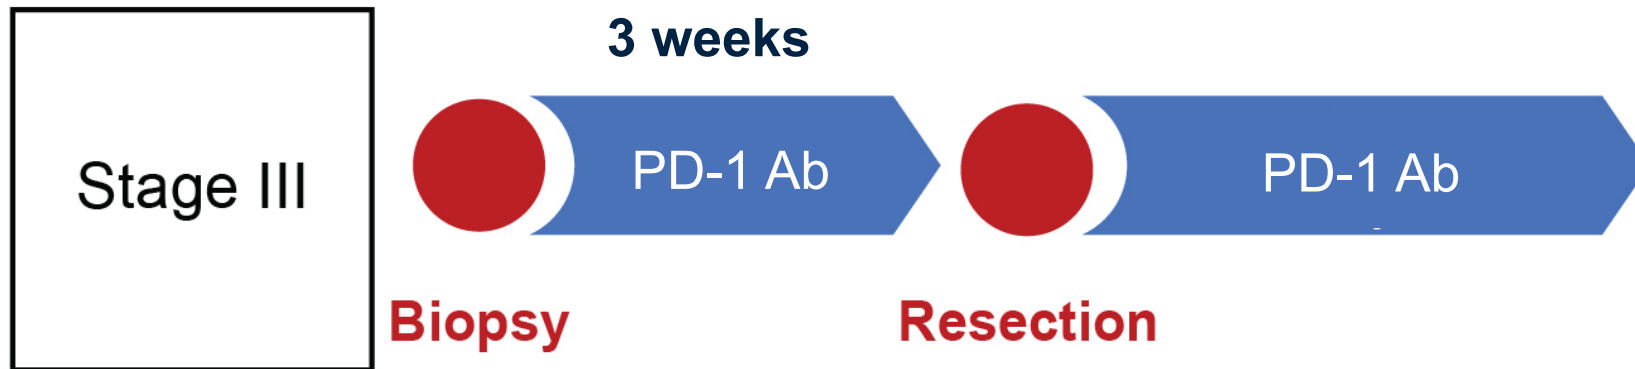 3 weeks
Stage III
PD-1 Ab
PD-1 Ab
Biopsy
Resection